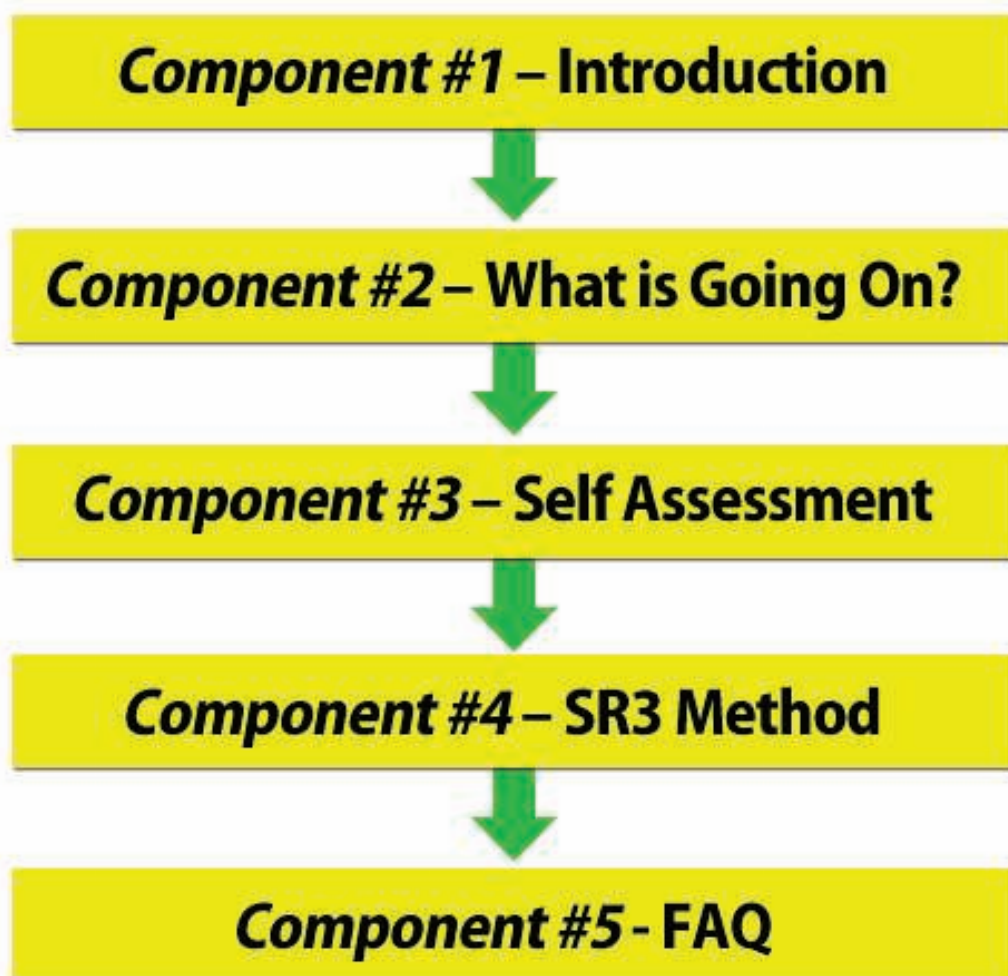 Component #1 – Introduction
Component #2 – What is Going On?
Component #3 – Self Assessment
Component #4 – SR3 Method
Component #5 - FAQ